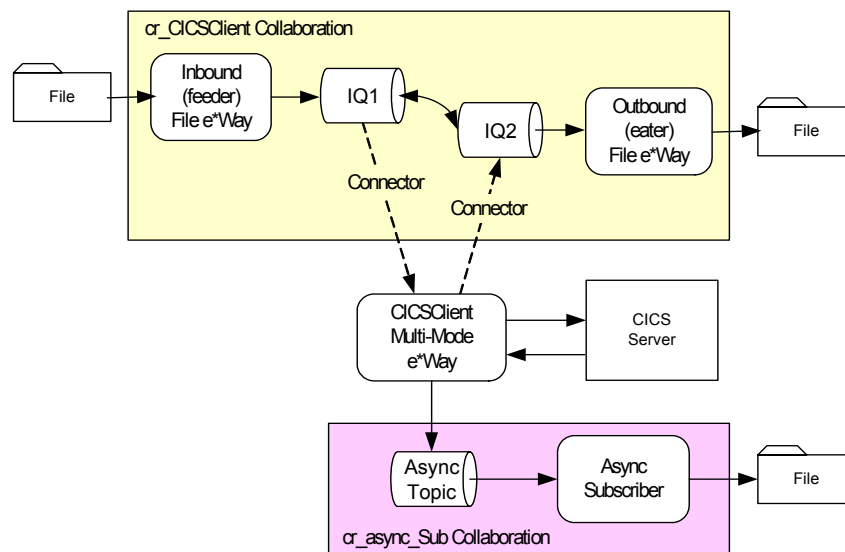 cr_CICSClient Collaboration
File
Inbound
(feeder)
File e*Way
IQ1
IQ2
Outbound
(eater)
File e*Way
File
Connector
Connector
CICSClient
Multi-Mode
e*Way
CICS
Server
Async
Topic
Async
Subscriber
File
cr_async_Sub Collaboration